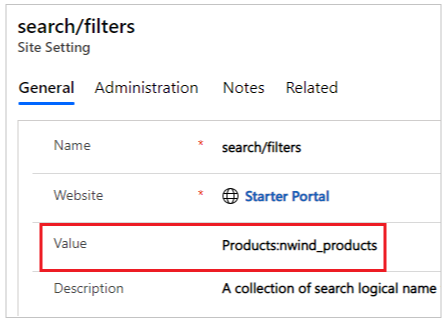 search/filters
Site Setting
General Administration Notes Related
Name * search/filters
Website * Starter Portal
Value Products:nwind_products
Description A collection of search logical name